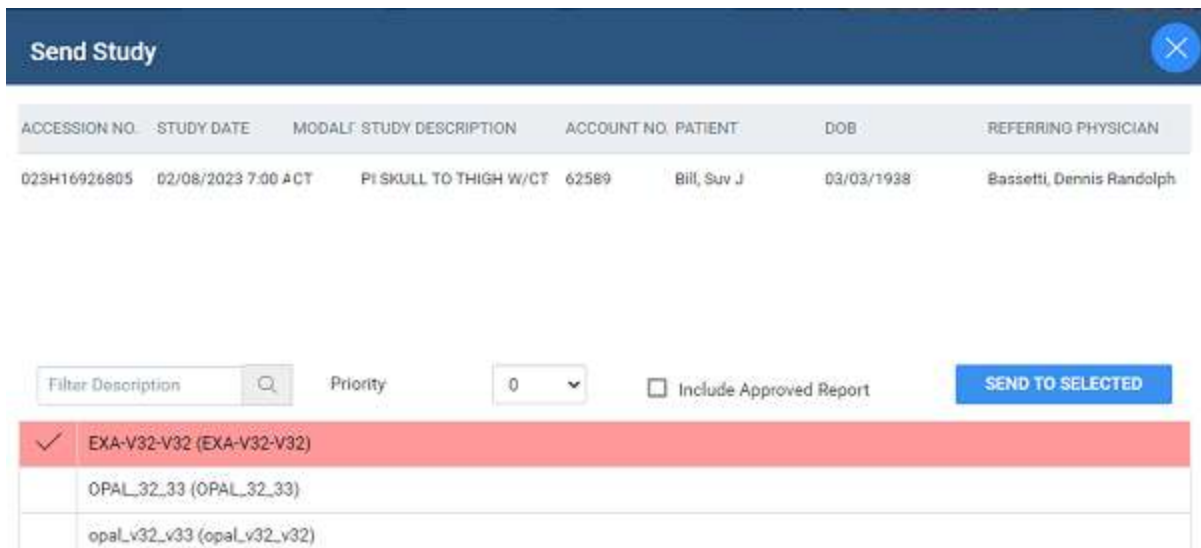 Send Study
ACCESSION NO. STUDY DATE MODALI STUDY DESCRIPTION ACCOUNT NO. PATIENT DOB REFERRING PHYSICIAN
023H16926805 02/08/2023 7:00 A CT PI SKULL TO THIGH W/CT 62589 Bill, Suv J 03/03/1938 Bassetti, Dennis Randolph
Filter Description Priority 0 Include Approved Report SEND TO SELECTED
EXA-V32-V32 (EXA-V32-V32)
OPAL_32_33 (OPAL_32_33)
opal_v32_v33 (opal_v32_v32)